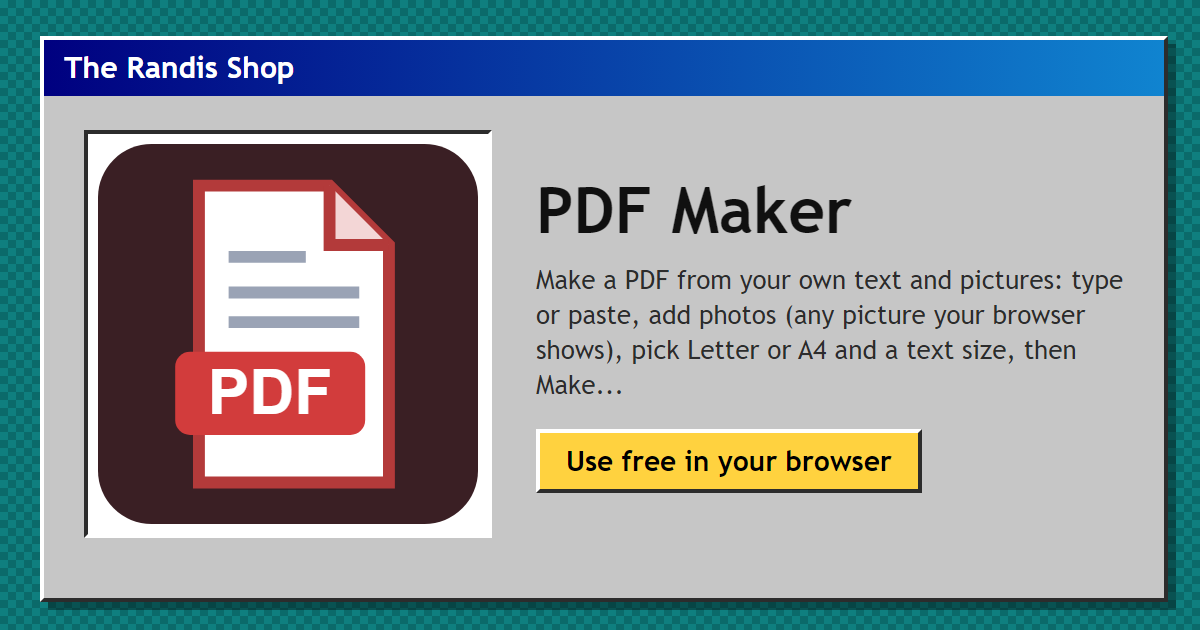 The Randis Shop
PDF
PDF Maker
Make a PDF from your own text and pictures: type
or paste, add photos (any picture your browser
shows), pick Letter or A4 and a text size, then
Make...
Use free in your browser